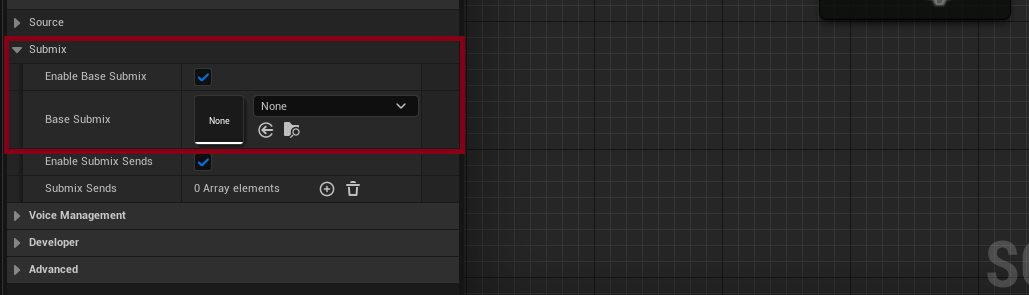 Source
Submix
Enable Base Submix
Base Submix
None
None
Enable Submix Sends
Submix Sends
0 Array elements
Voice Management
Developer
Advanced